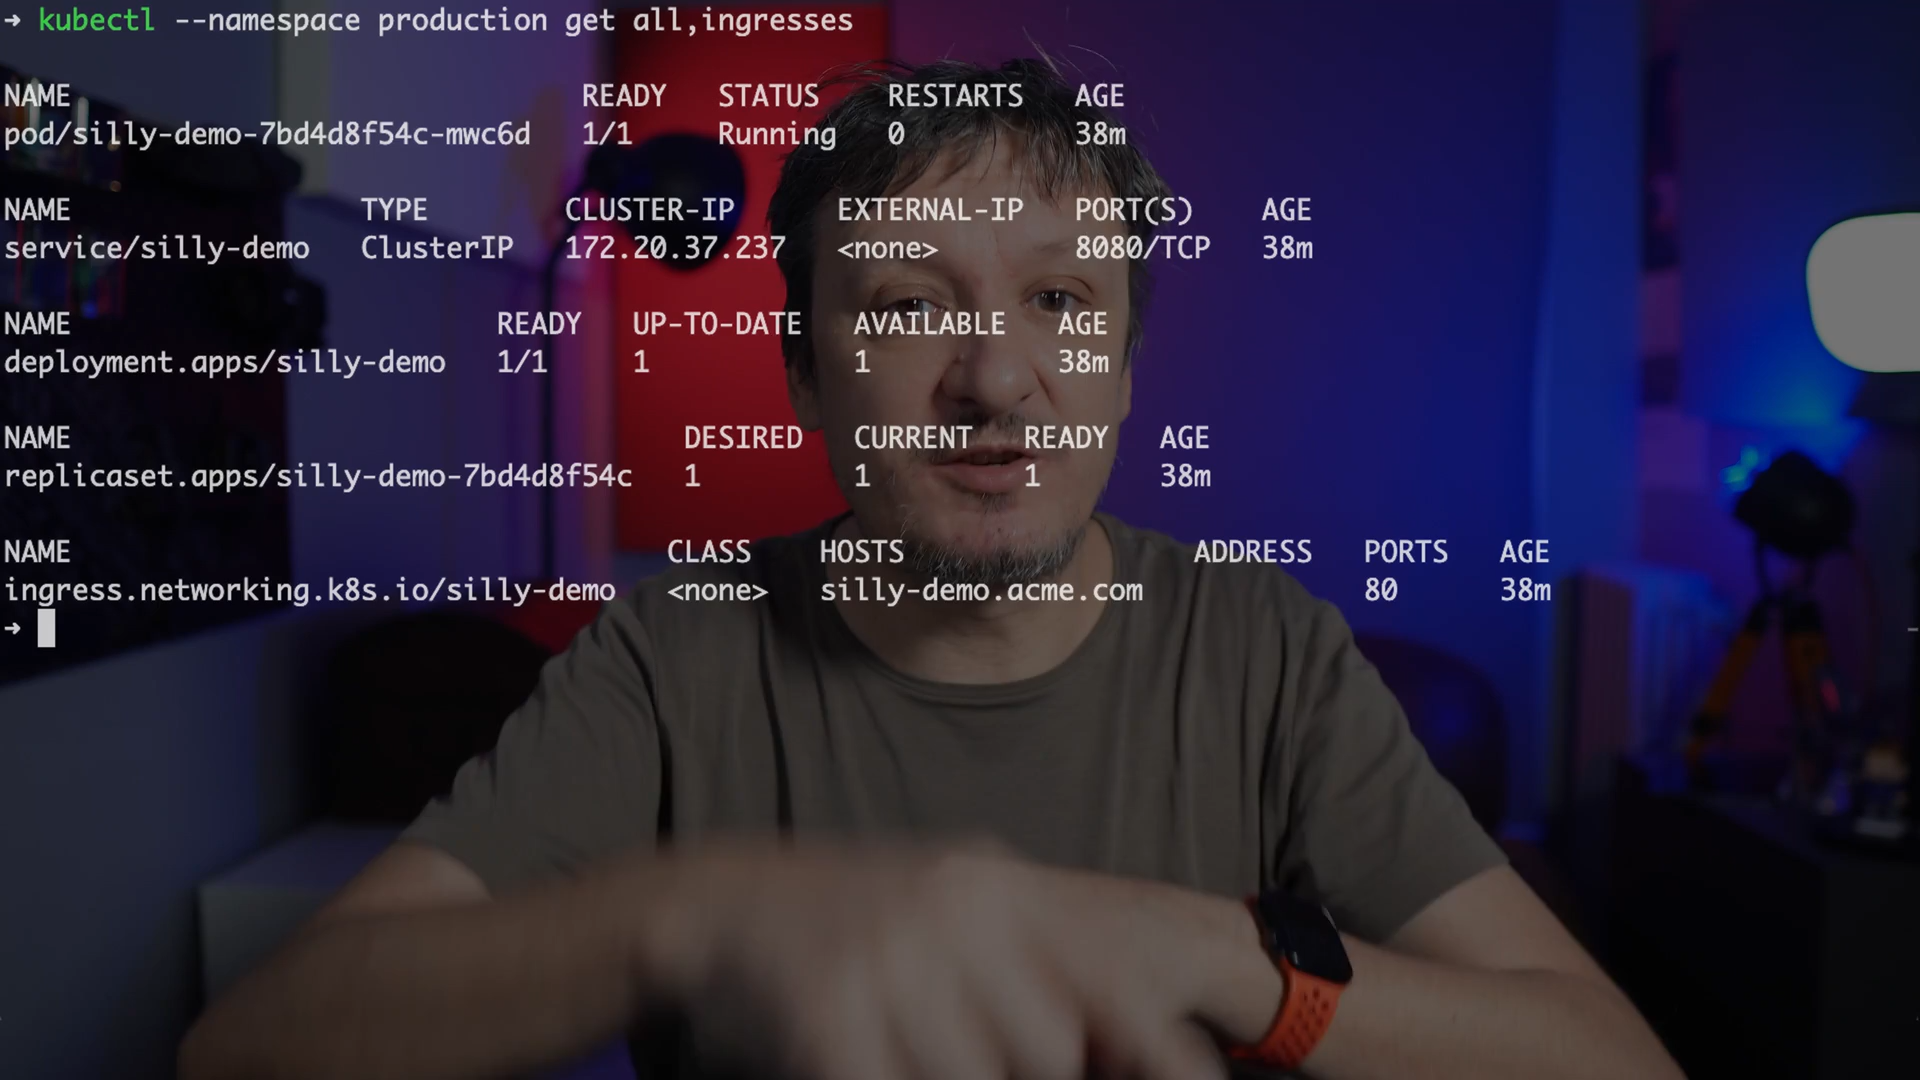 → kubectl --namespace production get all,ingresses
NAME READY STATUS RESTARTS AGE
pod/silly-demo-7bd4d8f54c-mwc6d 1/1 Running 0 38m
NAME TYPE CLUSTER-IP EXTERNAL-IP PORT(S) AGE
service/silly-demo ClusterIP 172.20.37.237 <none> 8080/TCP 38m
NAME READY UP-TO-DATE AVAILABLE AGE
deployment.apps/silly-demo 1/1 1 1 38m
NAME DESIRED CURRENT READY AGE
replicaset.apps/silly-demo-7bd4d8f54c 1 1 1 38m
NAME CLASS HOSTS ADDRESS PORTS AGE
ingress.networking.k8s.io/silly-demo <none> silly-demo.acme.com 80 38m
→